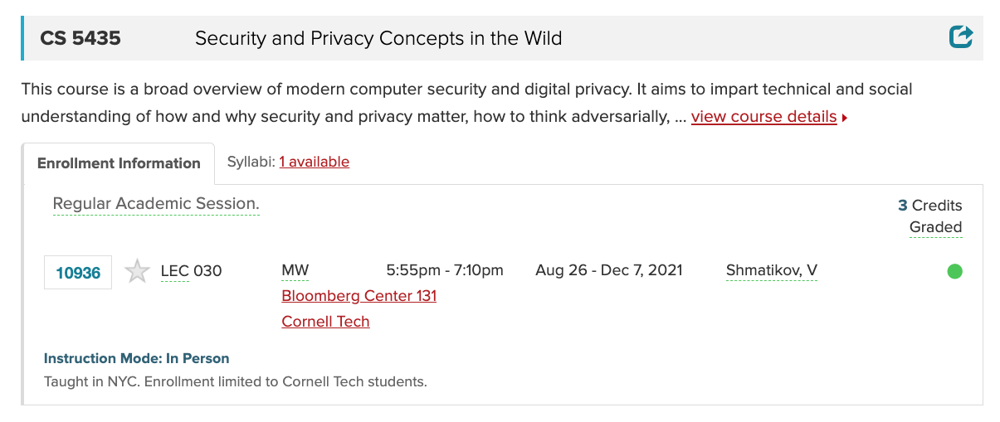 CS 5435 Security and Privacy Concepts in the Wild
This course is a broad overview of modern computer security and digital privacy. It aims to impart technical and social
understanding of how and why security and privacy matter, how to think adversarially, ... view course details
Enrollment Information Syllabi: 1 available
Regular Academic Session. 3 Credits
Graded
10936 LEC 030 MW 5:55pm - 7:10pm Aug 26 - Dec 7, 2021 Shmatikov, V
Bloomberg Center 131
Cornell Tech
Instruction Mode: In Person
Taught in NYC. Enrollment limited to Cornell Tech students.